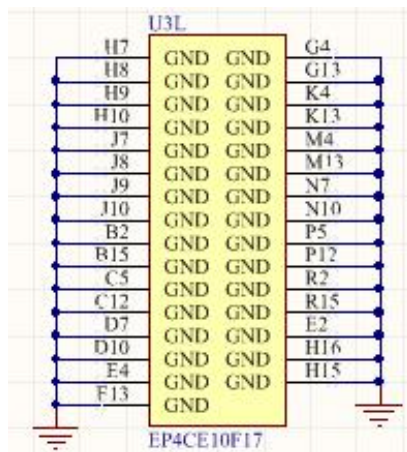 U3L
H7 GND GND G4
H8 GND GND G13
H9 GND GND K4
H10 GND GND K13
J7 GND GND M4
J8 GND GND M13
J9 GND GND N7
J10 GND GND N10
B2 GND GND P5
B15 GND GND P12
C5 GND GND R2
C12 GND GND R15
D7 GND GND E2
D10 GND GND H16
E4 GND GND H15
F13 GND
EP4CE10F17